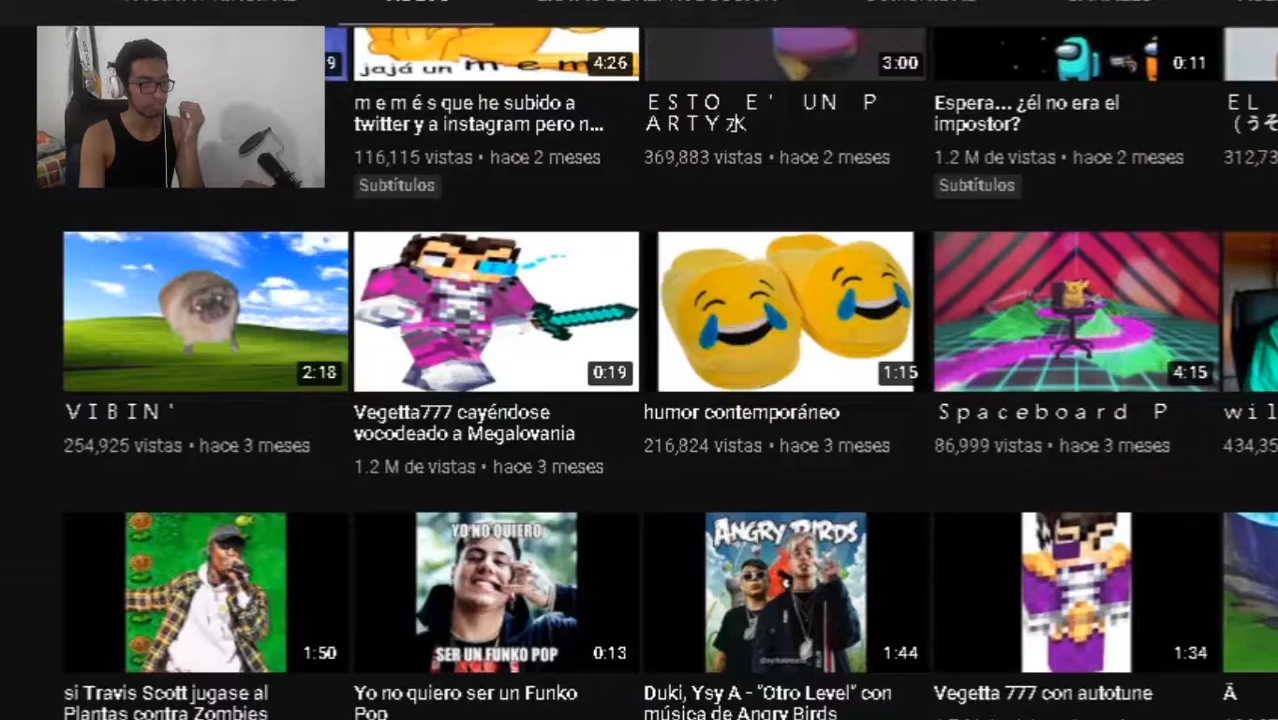 9
jajá un m e m e
4:26
3:00
0:11
m e m é s que he subido a
twitter y a instagram pero n...
116,115 vistas • hace 2 meses
Subtítulos
E S T O   E '   U N   P
A R T Y 水
369,883 vistas • hace 2 meses
Espera... ¿él no era el
impostor?
1.2 M de vistas • hace 2 meses
Subtítulos
E L
312,73
2:18
0:19
1:15
4:15
V I B I N '
254,925 vistas • hace 3 meses
Vegetta777 cayéndose
vocodeado a Megalovania
1.2 M de vistas • hace 3 meses
humor contemporáneo
216,824 vistas • hace 3 meses
S p a c e b o a r d   P
86,999 vistas • hace 3 meses
w i l
434,35
1:50
YO NO QUIERO
SER UN FUNKO POP
0:13
ANGRY BIRDS
1:44
1:34
si Travis Scott jugase al
Plantas contra Zombies
Yo no quiero ser un Funko
Pop
Duki, Ysy A - "Otro Level" con
música de Angry Birds
Vegetta 777 con autotune
Ä